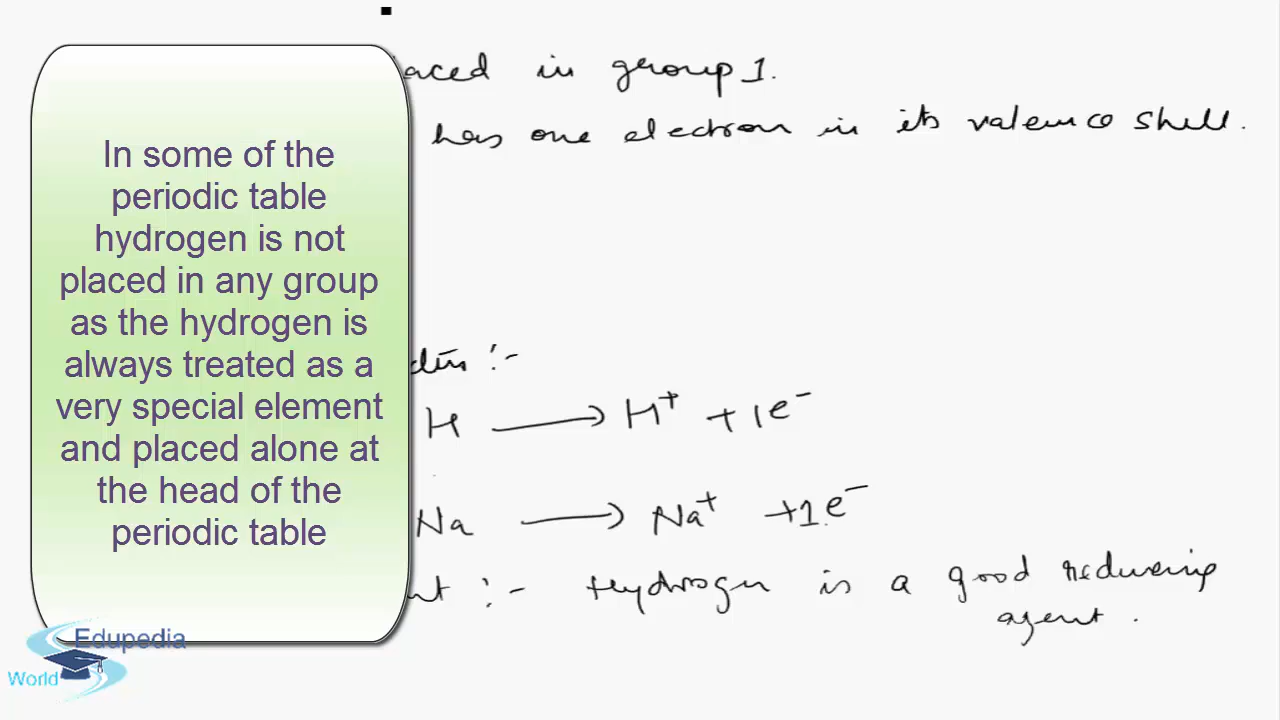 aced in group 1.
has one electron in its valence shell.
In some of the
periodic table
hydrogen is not
placed in any group
as the hydrogen is
always treated as a
very special element
and placed alone at
the head of the
periodic table
:-
H → H⁺ + 1e⁻
Na → Na⁺ + 1e⁻
:- Hydrogen is a good reducing
agent.
Edupedia
World